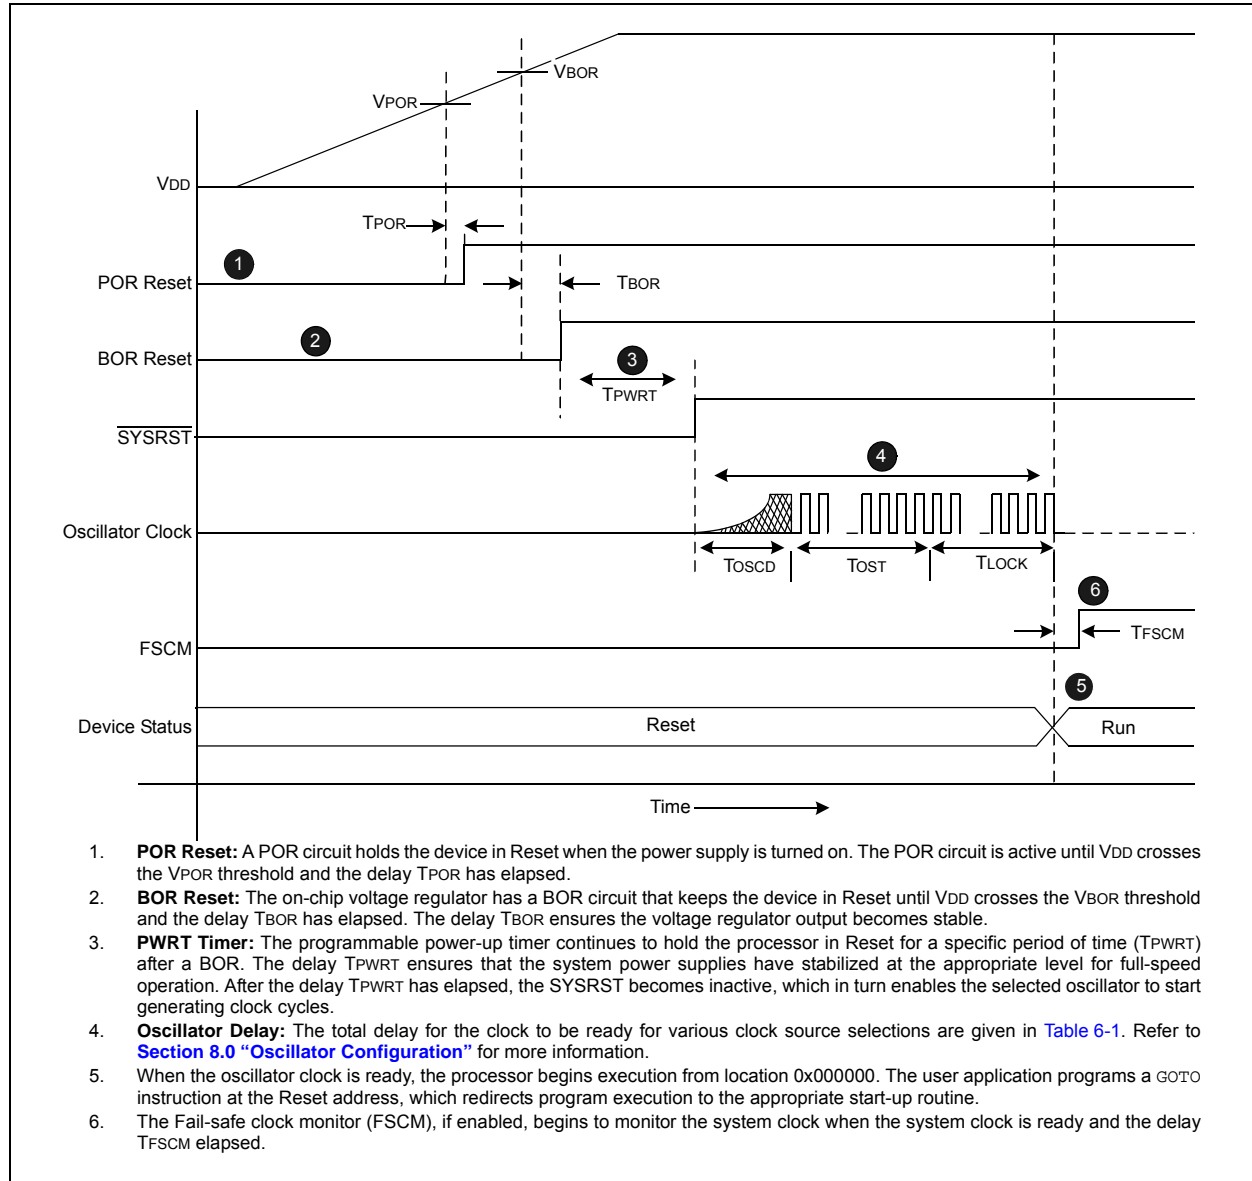 VBOR
VPOR
VDD
TPOR
1
POR Reset
TBOR
2
BOR Reset
3
TPWRT
SYSRST
4
Oscillator Clock
TOSCD
TOST
TLOCK
6
TFSCM
FSCM
5
Device Status
Reset
Run
Time
1. POR Reset: A POR circuit holds the device in Reset when the power supply is turned on. The POR circuit is active until VDD crosses
the VPOR threshold and the delay TPOR has elapsed.
2. BOR Reset: The on-chip voltage regulator has a BOR circuit that keeps the device in Reset until VDD crosses the VBOR threshold
and the delay TBOR has elapsed. The delay TBOR ensures the voltage regulator output becomes stable.
3. PWRT Timer: The programmable power-up timer continues to hold the processor in Reset for a specific period of time (TPWRT)
after a BOR. The delay TPWRT ensures that the system power supplies have stabilized at the appropriate level for full-speed
operation. After the delay TPWRT has elapsed, the SYSRST becomes inactive, which in turn enables the selected oscillator to start
generating clock cycles.
4. Oscillator Delay: The total delay for the clock to be ready for various clock source selections are given in Table 6-1. Refer to
Section 8.0 “Oscillator Configuration” for more information.
5. When the oscillator clock is ready, the processor begins execution from location 0x000000. The user application programs a GOTO
instruction at the Reset address, which redirects program execution to the appropriate start-up routine.
6. The Fail-safe clock monitor (FSCM), if enabled, begins to monitor the system clock when the system clock is ready and the delay
TFSCM elapsed.